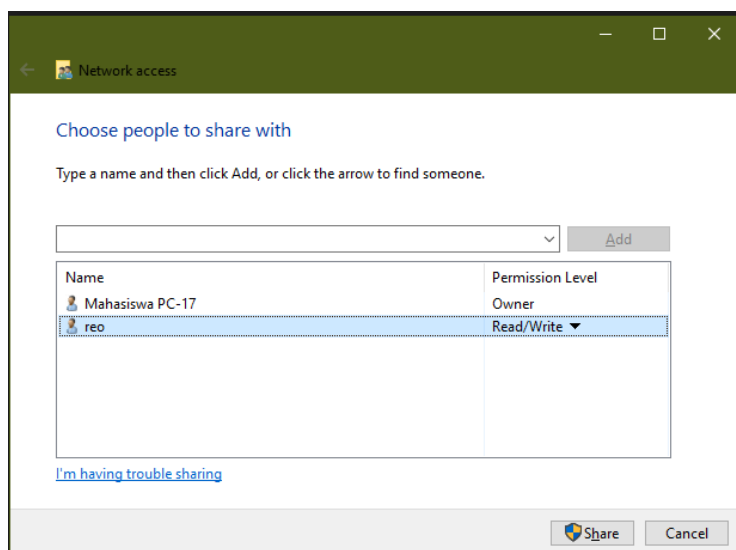 Network access
Choose people to share with
Type a name and then click Add, or click the arrow to find someone.
Add
Name Permission Level
Mahasiswa PC-17 Owner
reo Read/Write
I'm having trouble sharing
Share Cancel